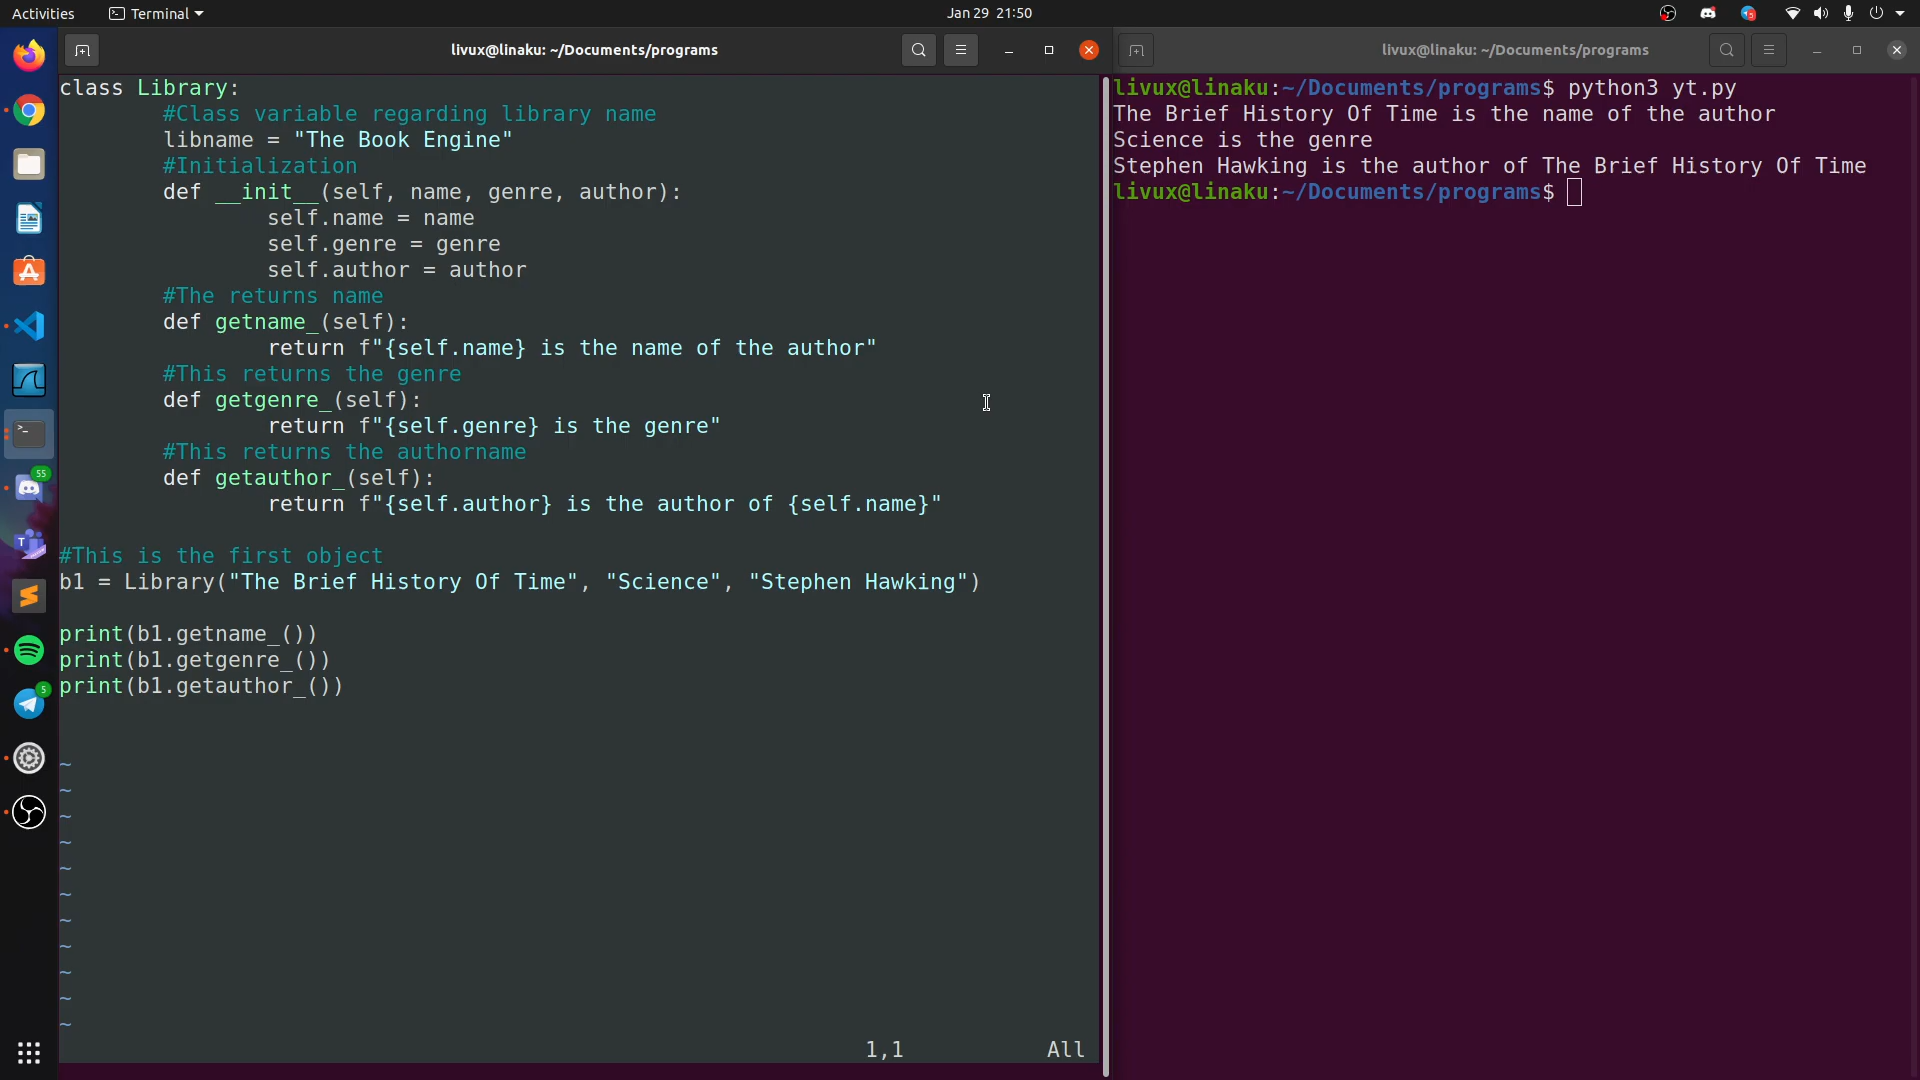 Activities
Terminal
Jan 29 21:50
livux@linaku: ~/Documents/programs
class Library:
#Class variable regarding library name
libname = "The Book Engine"
#Initialization
def __init__(self, name, genre, author):
self.name = name
self.genre = genre
self.author = author
#The returns name
def getname_(self):
return f"{self.name} is the name of the author"
#This returns the genre
def getgenre_(self):
return f"{self.genre} is the genre"
#This returns the authorname
def getauthor_(self):
return f"{self.author} is the author of {self.name}"
#This is the first object
b1 = Library("The Brief History Of Time", "Science", "Stephen Hawking")
print(b1.getname_())
print(b1.getgenre_())
print(b1.getauthor_())
~
~
~
~
~
~
~
~
~
~
~
1,1 All
livux@linaku: ~/Documents/programs
livux@linaku:~/Documents/programs$ python3 yt.py
The Brief History Of Time is the name of the author
Science is the genre
Stephen Hawking is the author of The Brief History Of Time
livux@linaku:~/Documents/programs$
55
5